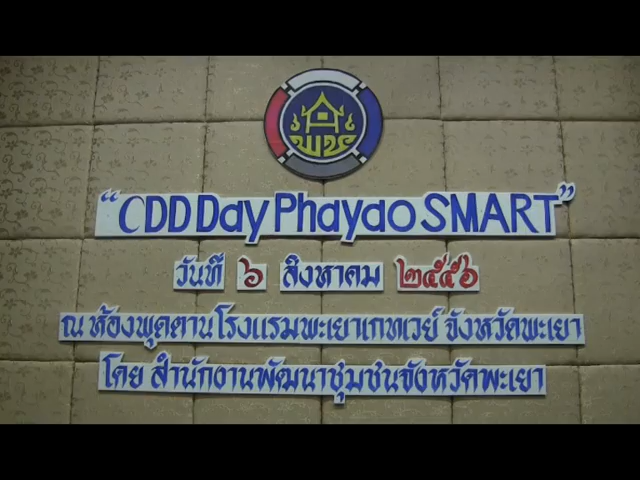 พช
“CDD Day Phayao SMART”
วันที่ ๖ สิงหาคม ๒๕๕๖
ณ ห้องพุดตานโรงแรมพะเยาเกทเวย์ จังหวัดพะเยา
โดย สำนักงานพัฒนาชุมชนจังหวัดพะเยา